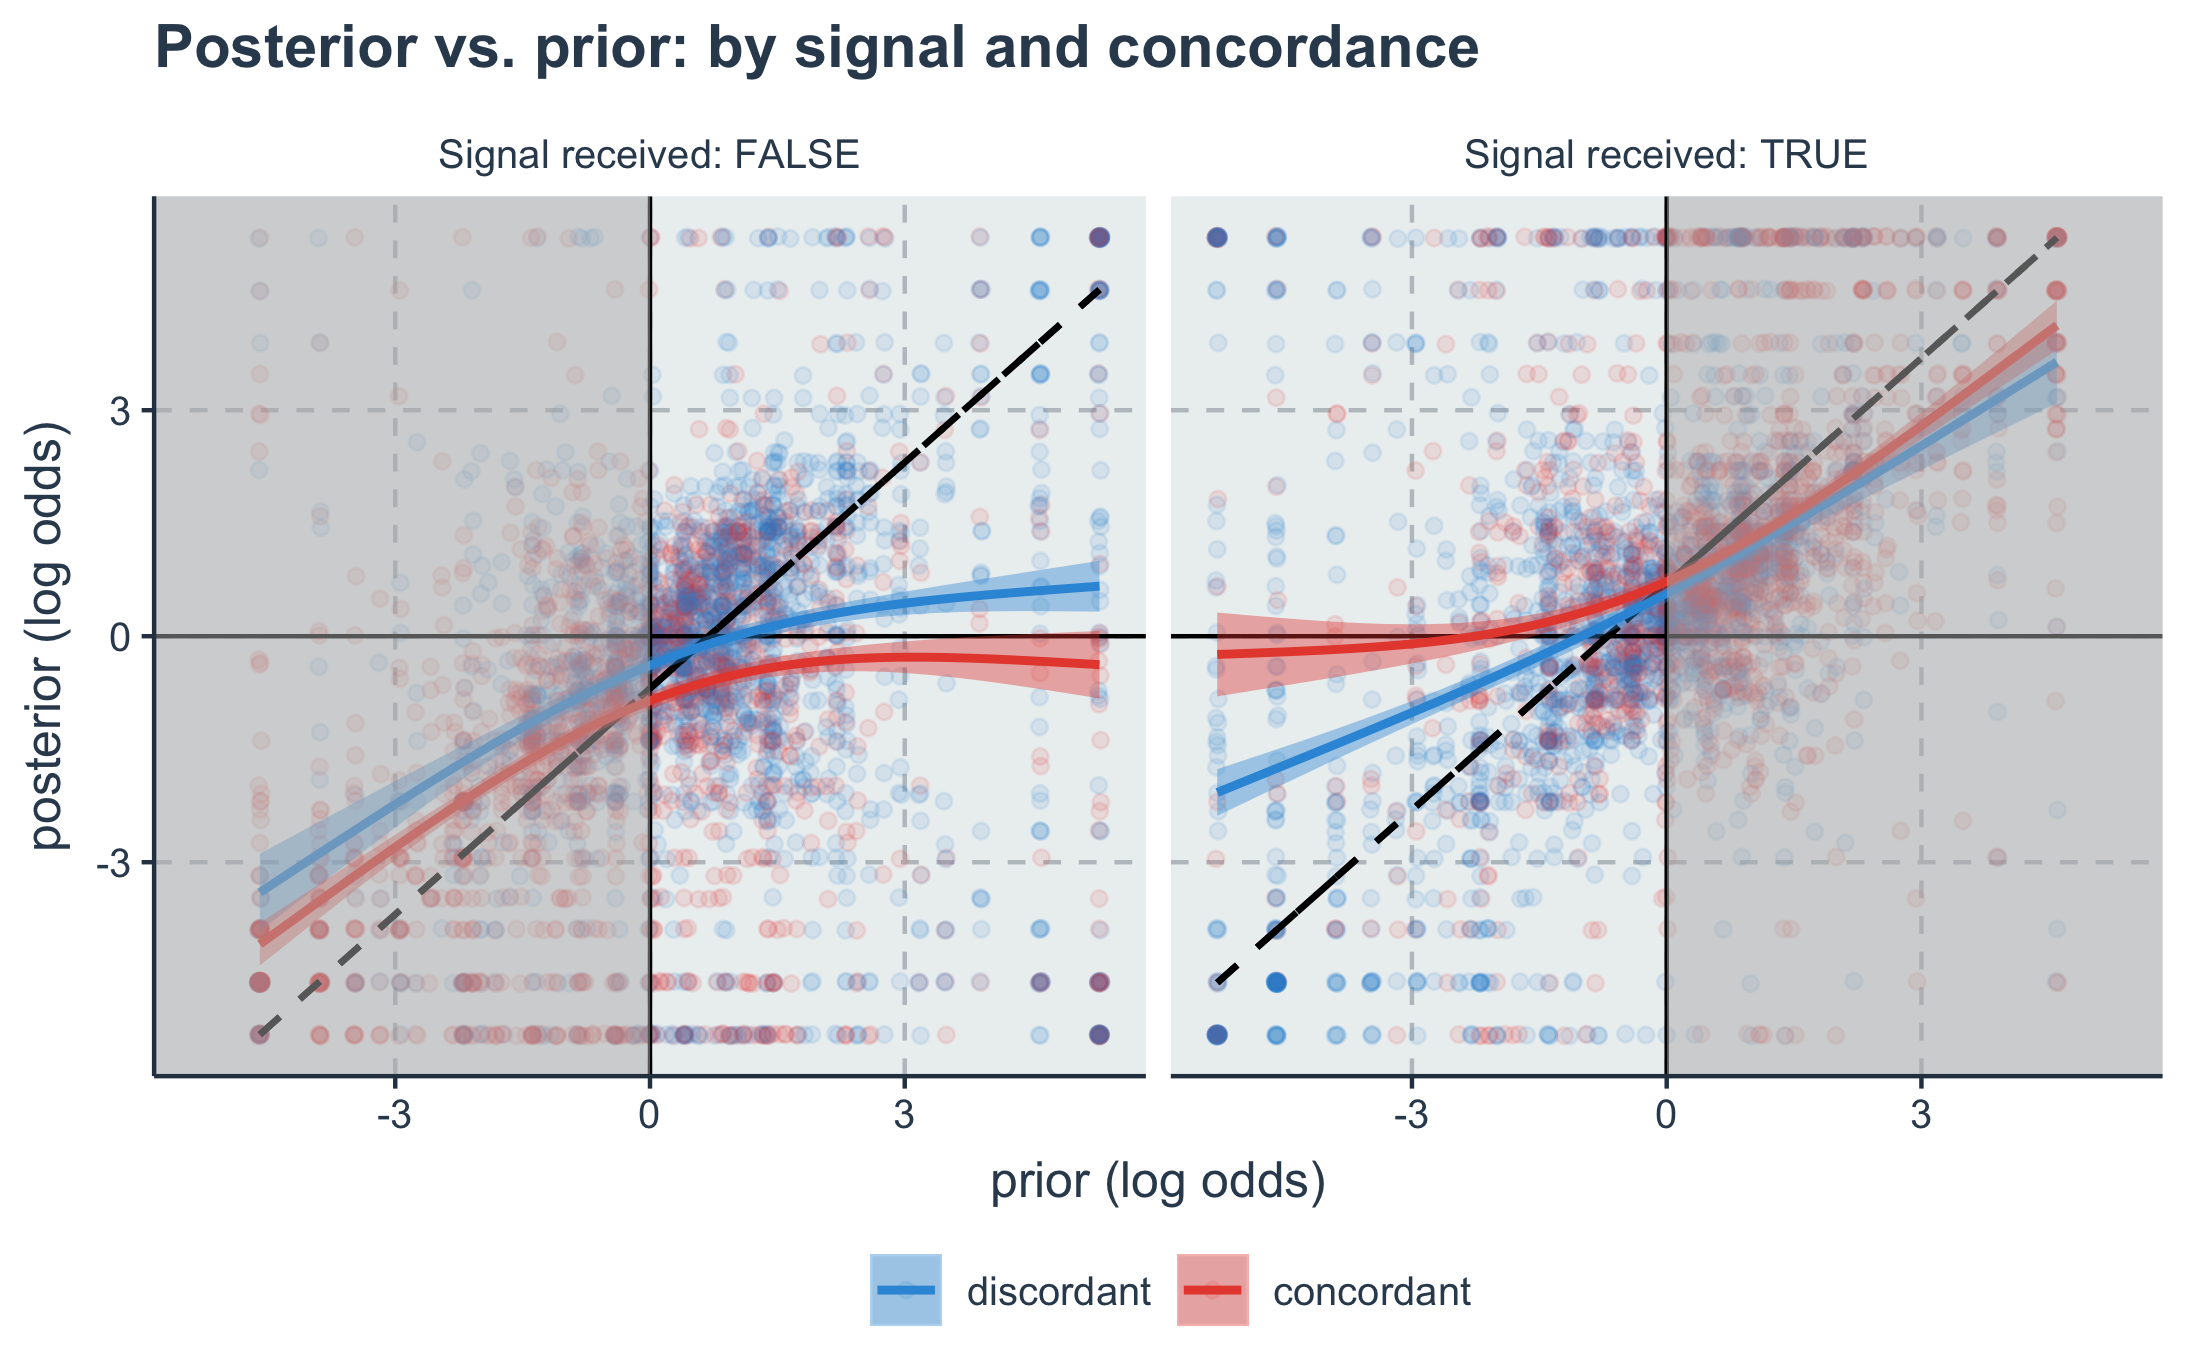 Posterior vs. prior: by signal and concordance
Signal received: FALSE
Signal received: TRUE
posterior (log odds)
3
0
-3
-3
0
3
-3
0
3
prior (log odds)
discordant
concordant